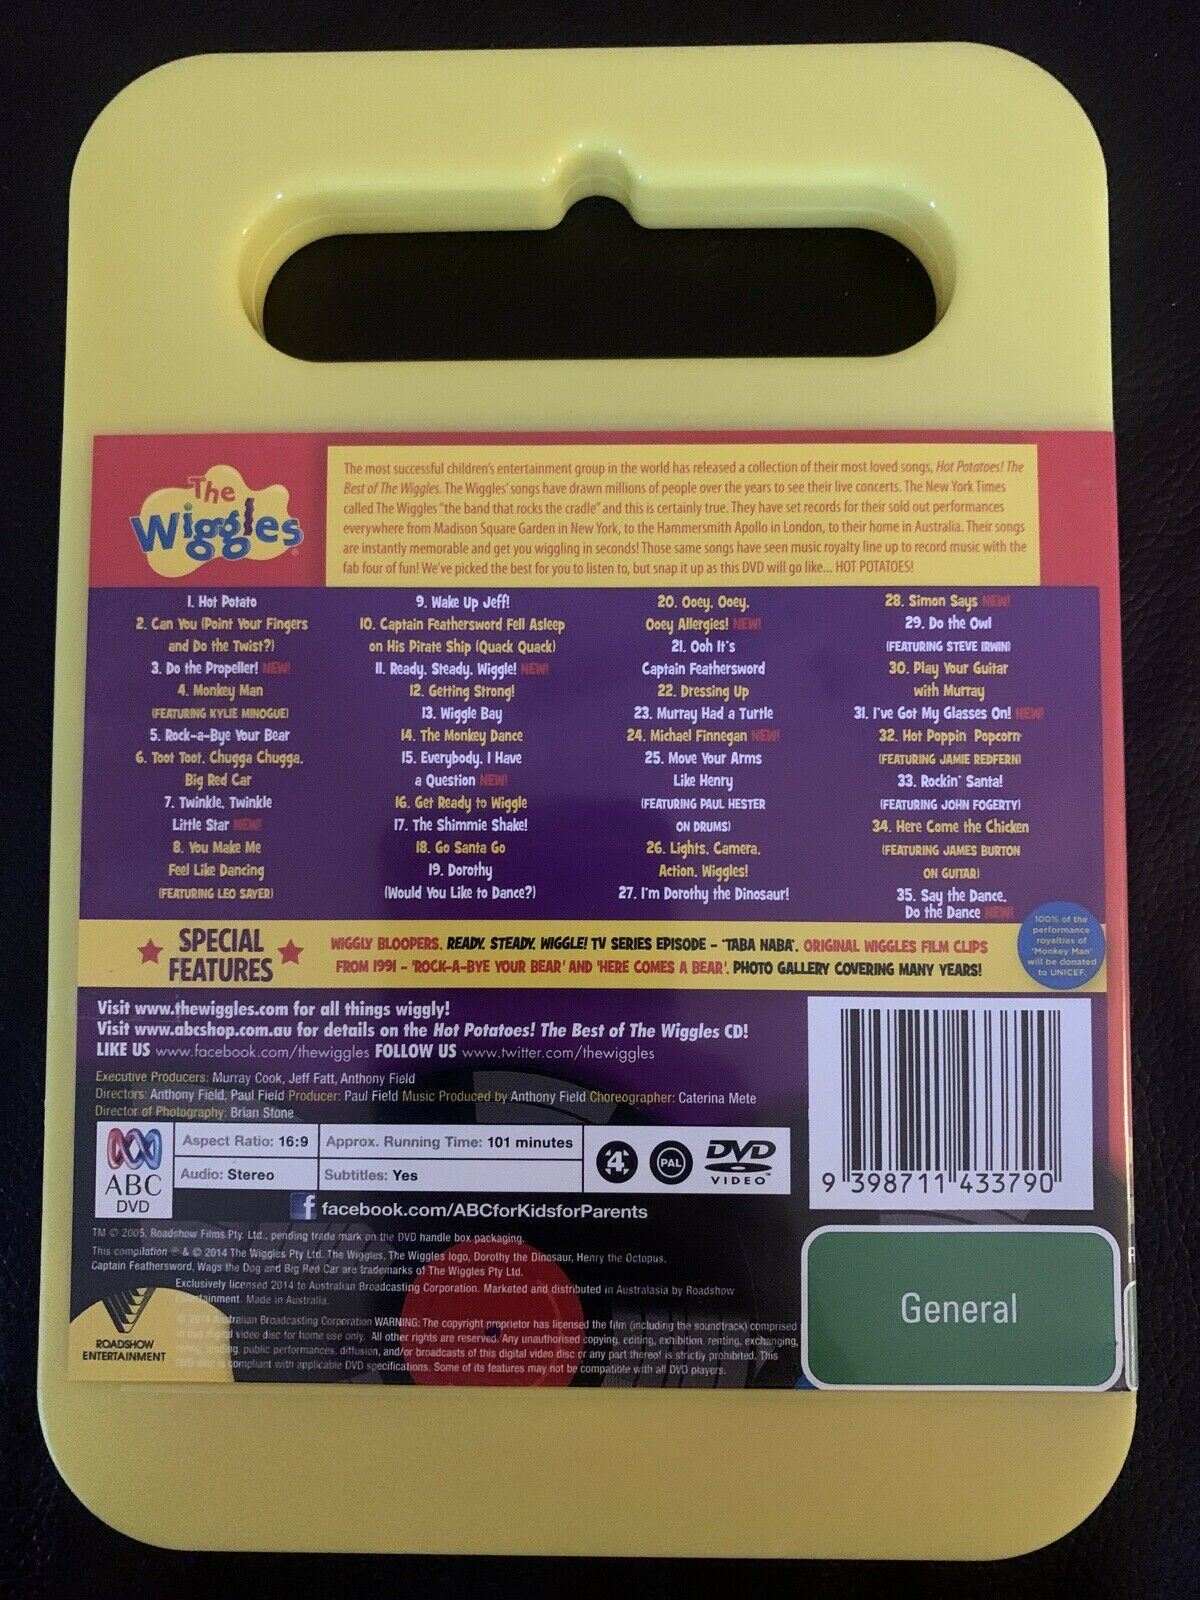 The
Wiggles
The most successful children's entertainment group in the world has released a collection of their most loved songs, Hot Potatoes! The
Best of The Wiggles. The Wiggles' songs have drawn millions of people over the years to see their live concerts. The New York Times
called The Wiggles "the band that rocks the cradle" and this is certainly true. They have set records for their sold out performances
everywhere from Madison Square Garden in New York, to the Hammersmith Apollo in London, to their home in Australia. Their songs
are instantly memorable and get you wiggling in seconds! Those same songs have seen music royalty line up to record music with the
fab four of fun! We've picked the best for you to listen to, but snap it up as this DVD will go like... HOT POTATOES!
1. Hot Potato
2. Can You (Point Your Fingers
and Do the Twist?)
3. Do the Propeller! NEW!
4. Monkey Man
(FEATURING KYLIE MINOGUE)
5. Rock-a-Bye Your Bear
6. Toot Toot, Chugga Chugga,
Big Red Car
7. Twinkle, Twinkle
Little Star NEW!
8. You Make Me
Feel Like Dancing
(FEATURING LEO SAYER)
9. Wake Up Jeff!
10. Captain Feathersword Fell Asleep
on His Pirate Ship (Quack Quack)
11. Ready, Steady, Wiggle! NEW!
12. Getting Strong!
13. Wiggle Bay
14. The Monkey Dance
15. Everybody, I Have
a Question NEW!
16. Get Ready to Wiggle
17. The Shimmie Shake!
18. Go Santa Go
19. Dorothy
(Would You Like to Dance?)
20. Ooey, Ooey,
Ooey Allergies! NEW!
21. Ooh It's
Captain Feathersword
22. Dressing Up
23. Murray Had a Turtle
24. Michael Finnegan NEW!
25. Move Your Arms
Like Henry
(FEATURING PAUL HESTER
ON DRUMS)
26. Lights, Camera,
Action, Wiggles!
27. I'm Dorothy the Dinosaur!
28. Simon Says NEW!
29. Do the Owl
(FEATURING STEVE IRWIN)
30. Play Your Guitar
with Murray
31. I've Got My Glasses On! NEW!
32. Hot Poppin' Popcorn
(FEATURING JAMIE REDFERN)
33. Rockin' Santa!
(FEATURING JOHN FOGERTY)
34. Here Come the Chicken
(FEATURING JAMES BURTON
ON GUITAR)
35. Say the Dance,
Do the Dance NEW!
100% of the
performance
royalties of
'Monkey Man'
will be donated
to UNICEF.
SPECIAL
FEATURES
WIGGLY BLOOPERS, READY, STEADY, WIGGLE! TV SERIES EPISODE – 'TABA NABA', ORIGINAL WIGGLES FILM CLIPS
FROM 1991 – 'ROCK-A-BYE YOUR BEAR' AND 'HERE COMES A BEAR', PHOTO GALLERY COVERING MANY YEARS!
Visit www.thewiggles.com for all things wiggly!
Visit www.abcshop.com.au for details on the Hot Potatoes! The Best of The Wiggles CD!
LIKE US www.facebook.com/thewiggles FOLLOW US www.twitter.com/thewiggles
Executive Producers: Murray Cook, Jeff Fatt, Anthony Field
Directors: Anthony Field, Paul Field Producer: Paul Field Music Produced by Anthony Field Choreographer: Caterina Mete
Director of Photography: Brian Stone
ABC
DVD
Aspect Ratio: 16:9
Approx. Running Time: 101 minutes
Audio: Stereo
Subtitles: Yes
4
PAL
DVD
VIDEO™
f facebook.com/ABCforKidsforParents
9 398711 433790
TM © 2005, Roadshow Films Pty. Ltd., pending trade mark on the DVD handle box packaging.
This compilation ℗ & © 2014 The Wiggles Pty Ltd. The Wiggles, The Wiggles logo, Dorothy the Dinosaur, Henry the Octopus,
Captain Feathersword, Wags the Dog and Big Red Car are trademarks of The Wiggles Pty Ltd.
Exclusively licensed 2014 to Australian Broadcasting Corporation. Marketed and distributed in Australasia by Roadshow
Entertainment. Made in Australia.
© 2014 Australian Broadcasting Corporation WARNING: The copyright proprietor has licensed the film (including the soundtrack) comprised
in this digital video disc for home use only. All other rights are reserved. Any unauthorised copying, editing, exhibition, renting, exchanging,
hiring, lending, public performances, diffusion, and/or broadcasts of this digital video disc or any part thereof is strictly prohibited. This
DVD disc is compliant with applicable DVD specifications. Some of its features may not be compatible with all DVD players.
ROADSHOW
ENTERTAINMENT
General